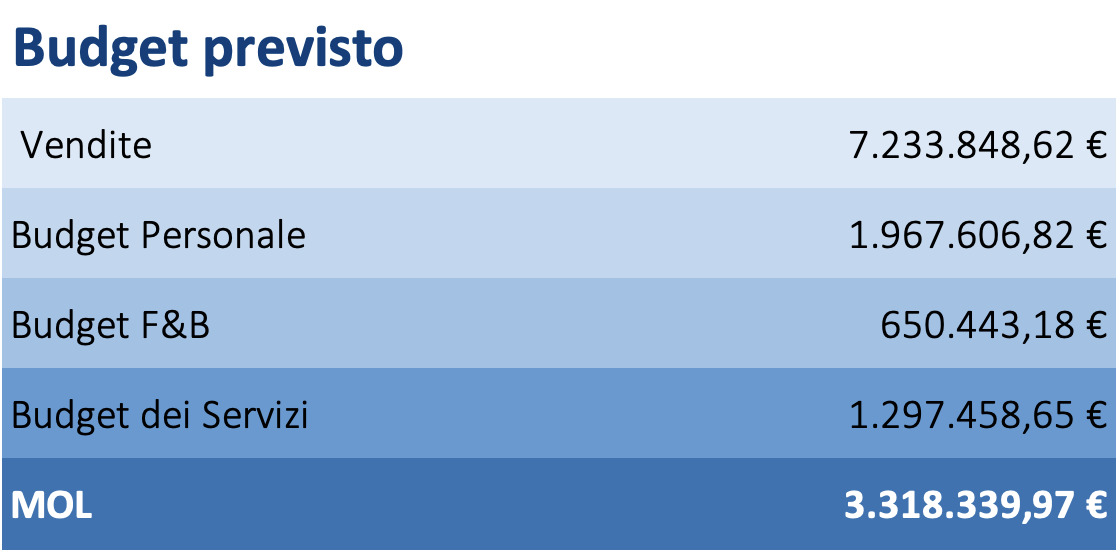 Budget previsto
Vendite 7.233.848,62 €
Budget Personale 1.967.606,82 €
Budget F&B 650.443,18 €
Budget dei Servizi 1.297.458,65 €
MOL 3.318.339,97 €